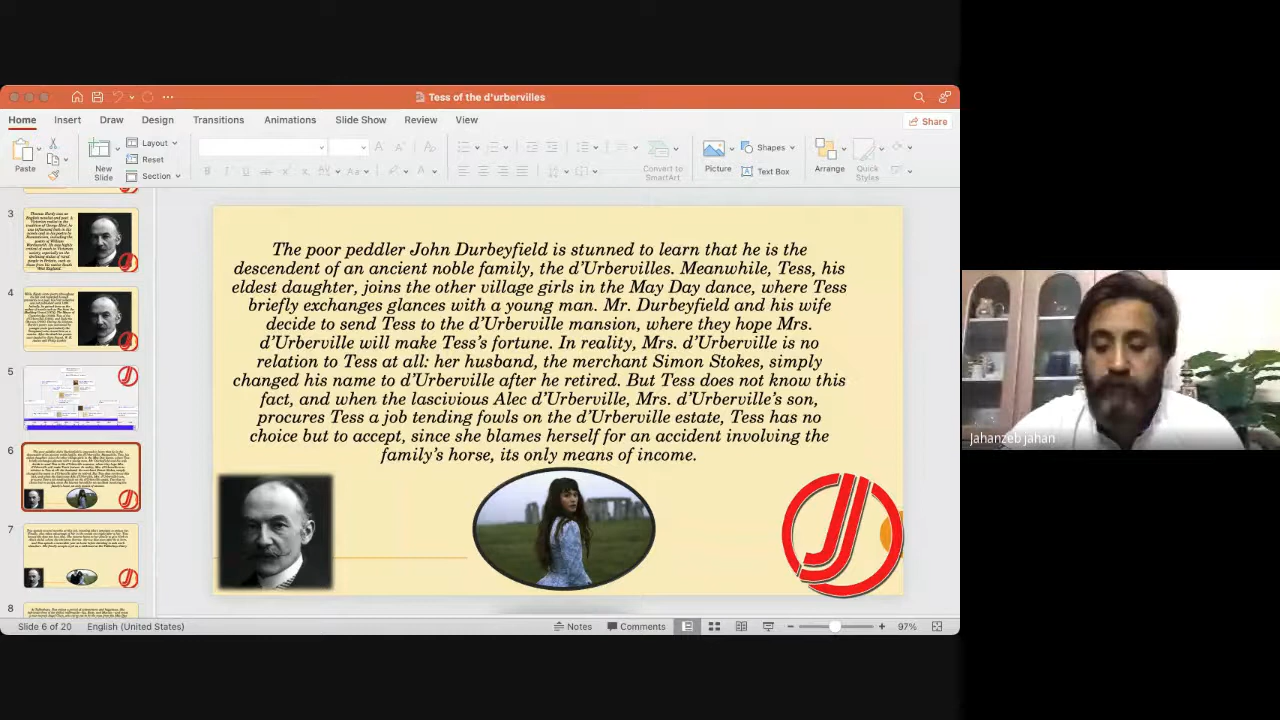 Tess of the d'urbervilles
Home Insert Draw Design Transitions Animations Slide Show Review View
Share
Paste
New
Slide
Layout
Reset
Section
Convert to
SmartArt
Picture
Shapes
Text Box
Arrange
Quick
Styles
3
4
5
6
7
8
The poor peddler John Durbeyfield is stunned to learn that he is the
descendent of an ancient noble family, the d'Urbervilles. Meanwhile, Tess, his
eldest daughter, joins the other village girls in the May Day dance, where Tess
briefly exchanges glances with a young man. Mr. Durbeyfield and his wife
decide to send Tess to the d'Urberville mansion, where they hope Mrs.
d'Urberville will make Tess's fortune. In reality, Mrs. d'Urberville is no
relation to Tess at all: her husband, the merchant Simon Stokes, simply
changed his name to d'Urberville after he retired. But Tess does not know this
fact, and when the lascivious Alec d'Urberville, Mrs. d'Urberville's son,
procures Tess a job tending fowls on the d'Urberville estate, Tess has no
choice but to accept, since she blames herself for an accident involving the
family's horse, its only means of income.
Jahanzeb jahan
Slide 6 of 20 English (United States)
Notes Comments 97%